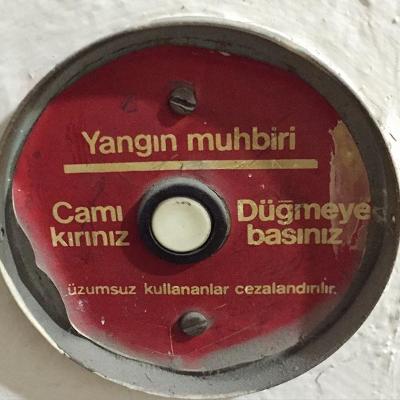 Yangın muhbiri
Camı
kırınız
Düğmeye
basınız
üzumsuz kullananlar cezalandırılır.